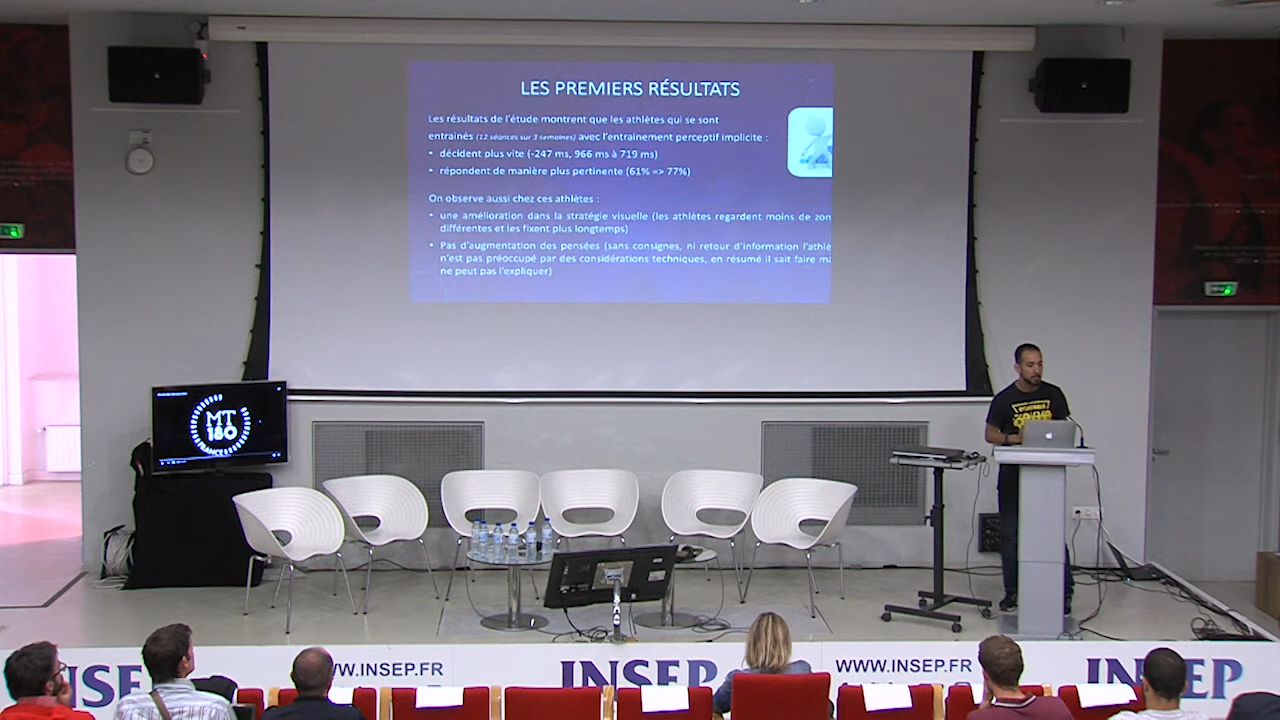 LES PREMIERS RÉSULTATS
Les résultats de l'étude montrent que les athlètes qui se sont
entrainés (12 séances sur 3 semaines) avec l'entrainement perceptif implicite :
• décident plus vite (-247 ms, 966 ms à 719 ms)
• répondent de manière plus pertinente (61% => 77%)
On observe aussi chez ces athlètes :
• une amélioration dans la stratégie visuelle (les athlètes regardent moins de zon
différentes et les fixent plus longtemps)
• Pas d'augmentation des pensées (sans consignes, ni retour d'information l'athlè
n'est pas préoccupé par des considérations techniques, en résumé il sait faire ma
ne peut pas l'expliquer)
MT
180
FRANCE
INSEP
WWW.INSEP.FR
INSEP
WWW.INSEP.FR
INSEP